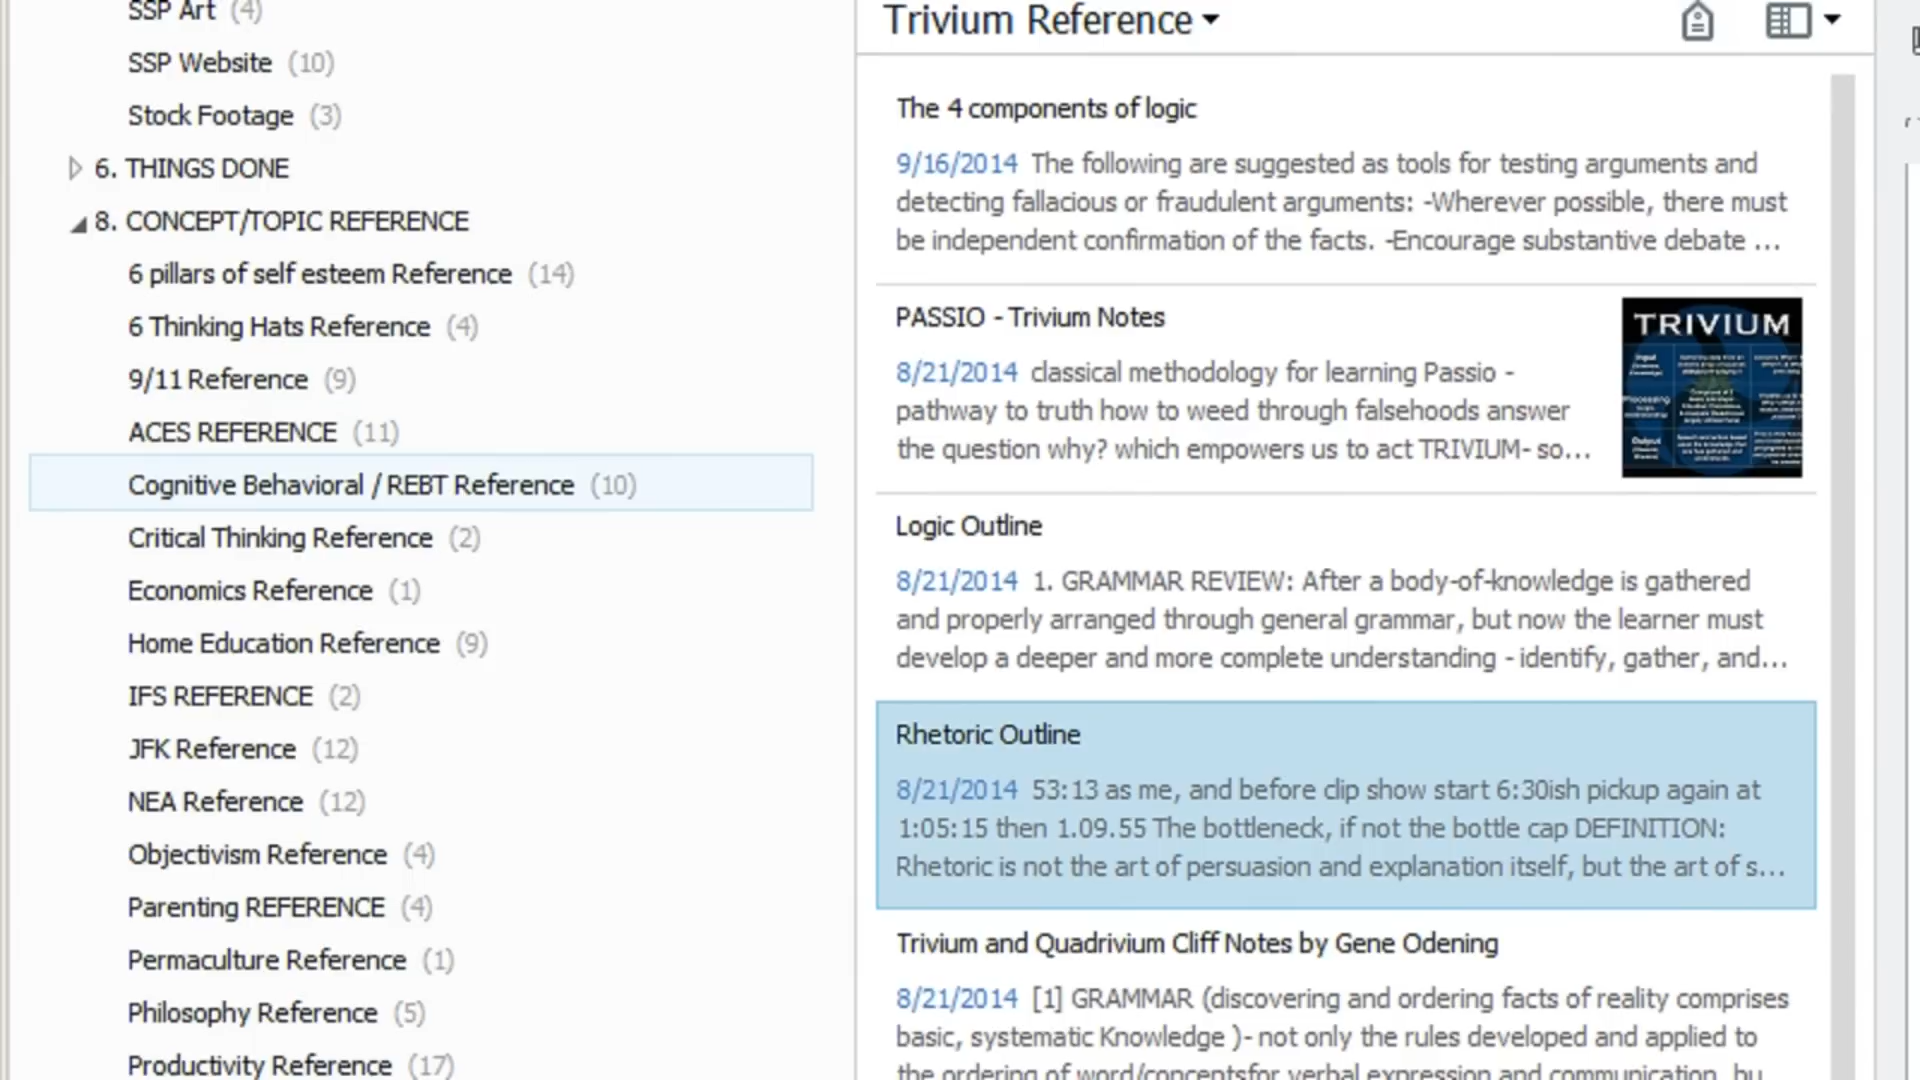 SSP Art (4)
SSP Website (10)
Stock Footage (3)
6. THINGS DONE
8. CONCEPT/TOPIC REFERENCE
6 pillars of self esteem Reference (14)
6 Thinking Hats Reference (4)
9/11 Reference (9)
ACES REFERENCE (11)
Cognitive Behavioral / REBT Reference (10)
Critical Thinking Reference (2)
Economics Reference (1)
Home Education Reference (9)
IFS REFERENCE (2)
JFK Reference (12)
NEA Reference (12)
Objectivism Reference (4)
Parenting REFERENCE (4)
Permaculture Reference (1)
Philosophy Reference (5)
Productivity Reference (17)
Trivium Reference
The 4 components of logic
9/16/2014 The following are suggested as tools for testing arguments and
detecting fallacious or fraudulent arguments: -Wherever possible, there must
be independent confirmation of the facts. -Encourage substantive debate ...
PASSIO - Trivium Notes
8/21/2014 classical methodology for learning Passio -
pathway to truth how to weed through falsehoods answer
the question why? which empowers us to act TRIVIUM- so...
TRIVIUM
Input
Processing
Output
Logic Outline
8/21/2014 1. GRAMMAR REVIEW: After a body-of-knowledge is gathered
and properly arranged through general grammar, but now the learner must
develop a deeper and more complete understanding - identify, gather, and...
Rhetoric Outline
8/21/2014 53:13 as me, and before clip show start 6:30ish pickup again at
1:05:15 then 1.09.55 The bottleneck, if not the bottle cap DEFINITION:
Rhetoric is not the art of persuasion and explanation itself, but the art of s...
Trivium and Quadrivium Cliff Notes by Gene Odening
8/21/2014 [1] GRAMMAR (discovering and ordering facts of reality comprises
basic, systematic Knowledge )- not only the rules developed and applied to
the ordering of word/conceptsfor verbal expression and communication, bu